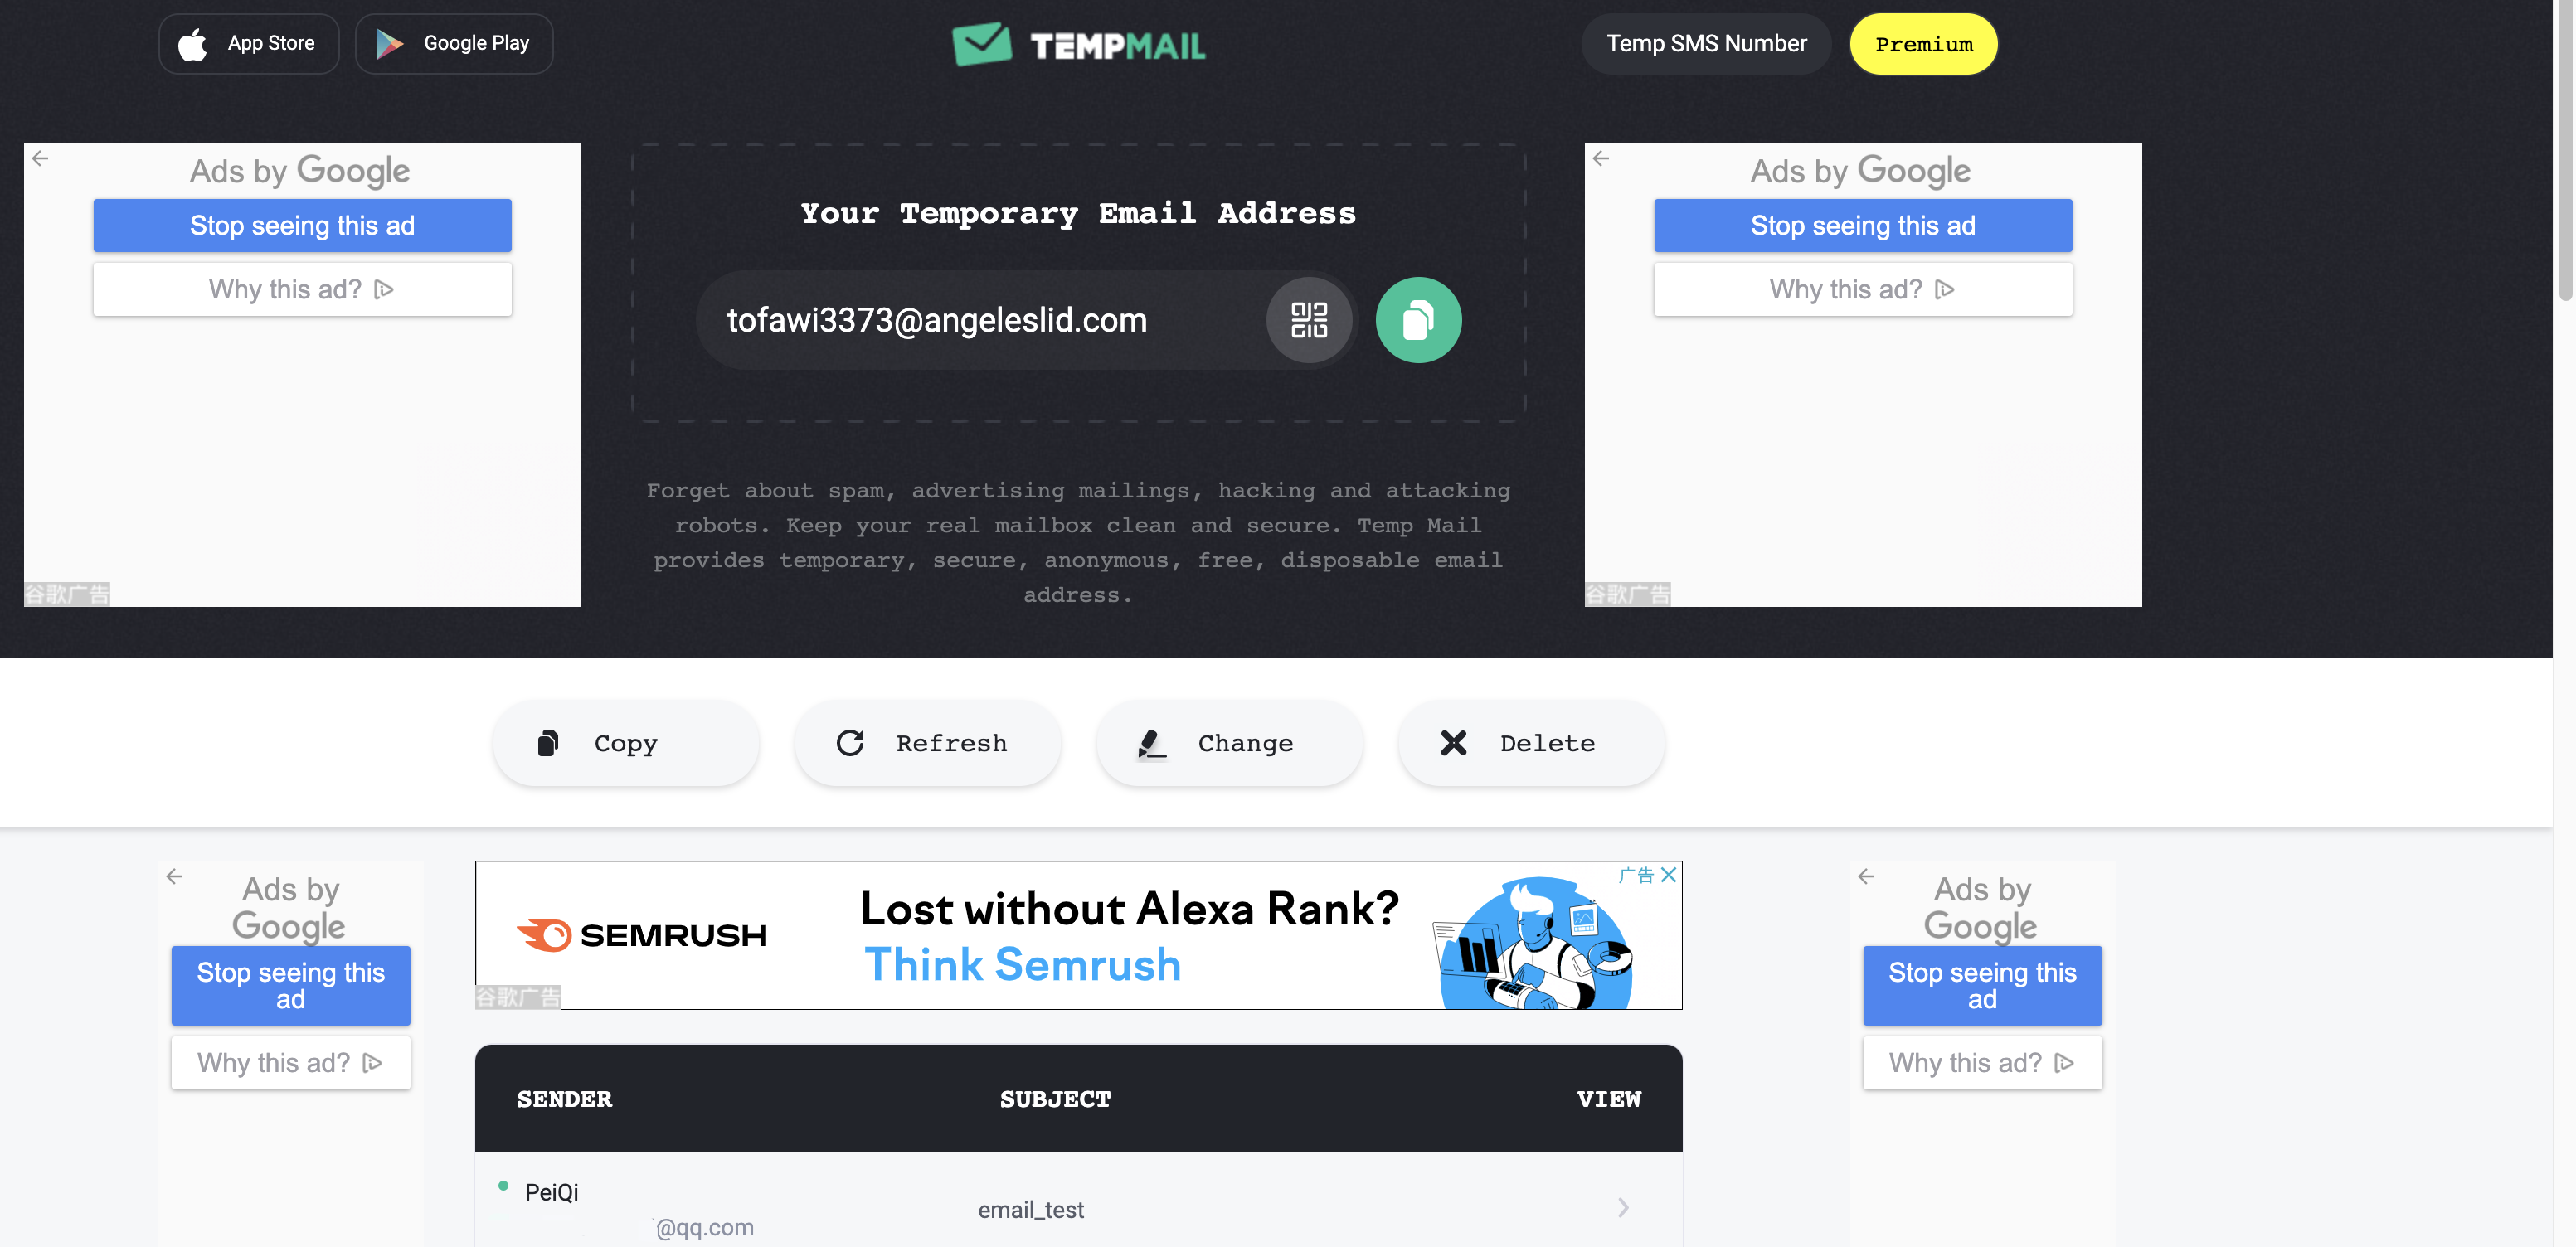 App Store
Google Play
TEMPMAIL
Temp SMS Number
Premium
Ads by Google
Stop seeing this ad
Why this ad?
谷歌广告
Your Temporary Email Address
tofawi3373@angeleslid.com
Forget about spam, advertising mailings, hacking and attacking
robots. Keep your real mailbox clean and secure. Temp Mail
provides temporary, secure, anonymous, free, disposable email
address.
Ads by Google
Stop seeing this ad
Why this ad?
谷歌广告
Copy
Refresh
Change
Delete
Ads by
Google
Stop seeing this
ad
Why this ad?
SEMRUSH
Lost without Alexa Rank?
Think Semrush
广告
谷歌广告
Ads by
Google
Stop seeing this
ad
Why this ad?
SENDER
SUBJECT
VIEW
PeiQi
@qq.com
email_test